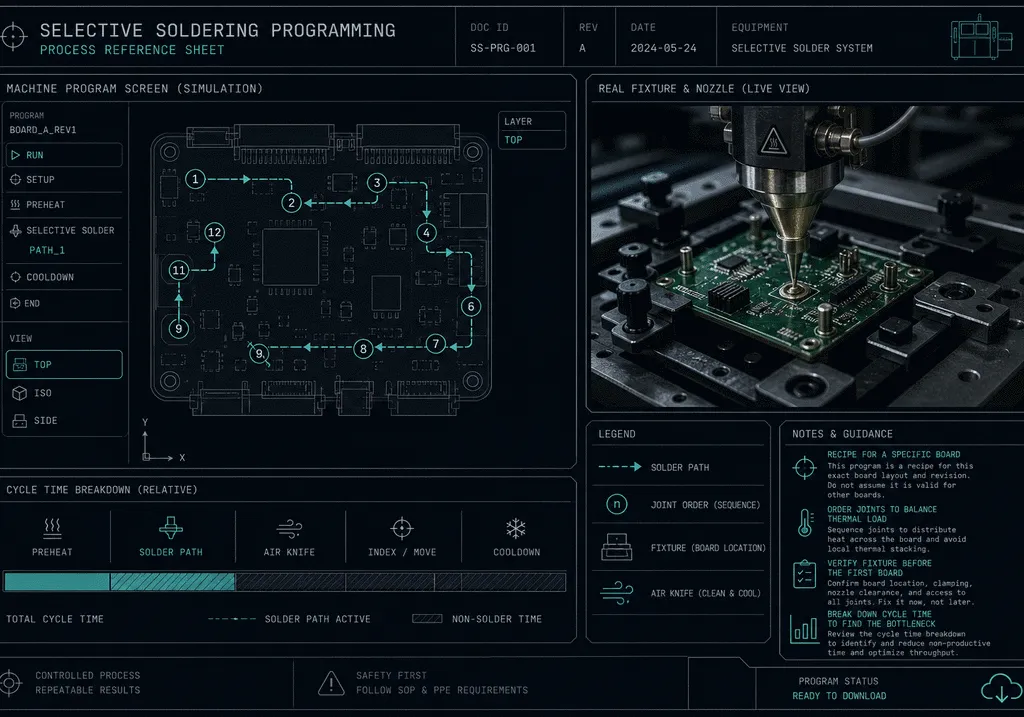 SELECTIVE SOLDERING PROGRAMMING
PROCESS REFERENCE SHEET
DOC ID
SS-PRG-001
REV
A
DATE
2024-05-24
EQUIPMENT
SELECTIVE SOLDER SYSTEM
MACHINE PROGRAM SCREEN (SIMULATION)
PROGRAM
BOARD_A_REV1
RUN
SETUP
PREHEAT
SELECTIVE SOLDER
PATH_1
COOLDOWN
END
VIEW
TOP
ISO
SIDE
LAYER
TOP
1
2
3
4
12
11
6
9
9
8
7
Y
X
REAL FIXTURE & NOZZLE (LIVE VIEW)
CYCLE TIME BREAKDOWN (RELATIVE)
PREHEAT
SOLDER PATH
AIR KNIFE
INDEX / MOVE
COOLDOWN
TOTAL CYCLE TIME
SOLDER PATH ACTIVE
NON-SOLDER TIME
LEGEND
SOLDER PATH
n
JOINT ORDER (SEQUENCE)
FIXTURE (BOARD LOCATION)
AIR KNIFE (CLEAN & COOL)
NOTES & GUIDANCE
RECIPE FOR A SPECIFIC BOARD
This program is a recipe for this
exact board layout and revision.
Do not assume it is valid for
other boards.
ORDER JOINTS TO BALANCE
THERMAL LOAD
Sequence joints to distribute
heat across the board and avoid
local thermal stacking.
VERIFY FIXTURE BEFORE
THE FIRST BOARD
Confirm board location, clamping,
nozzle clearance, and access to
all joints. Fix it now, not later.
BREAK DOWN CYCLE TIME
TO FIND THE BOTTLENECK
Review the cycle time breakdown
to identify and reduce non-productive
time and optimize throughput.
CONTROLLED PROCESS
REPEATABLE RESULTS
SAFETY FIRST
FOLLOW SOP & PPE REQUIREMENTS
PROGRAM STATUS
READY TO DOWNLOAD